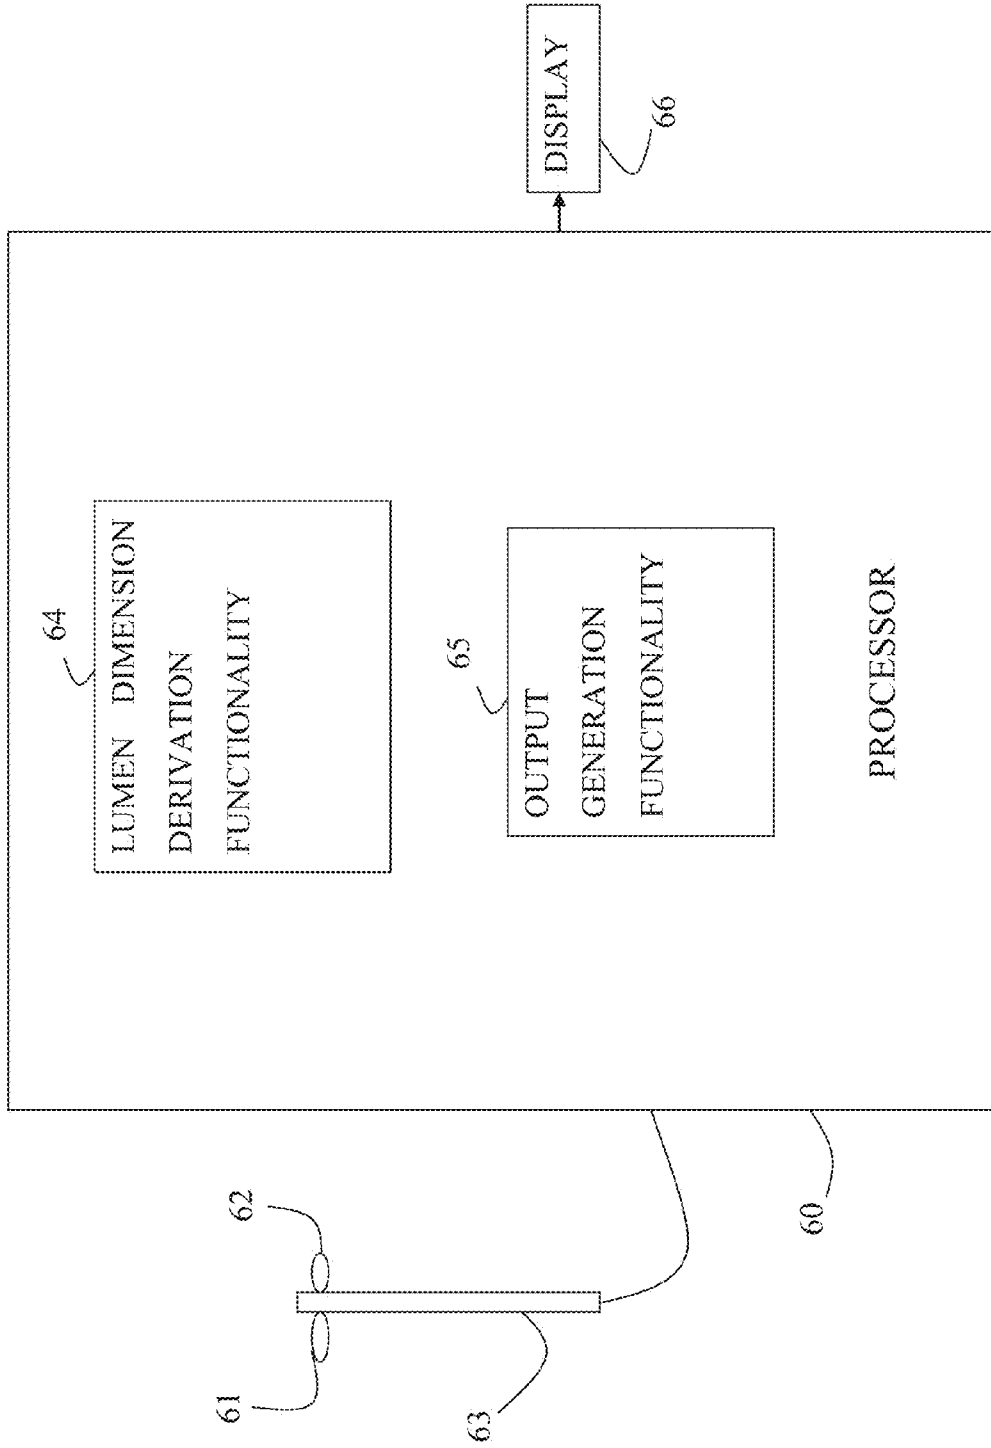 61
62
63
60
64
LUMEN DIMENSION
DERIVATION
FUNCTIONALITY
65
OUTPUT
GENERATION
FUNCTIONALITY
PROCESSOR
DISPLAY
66